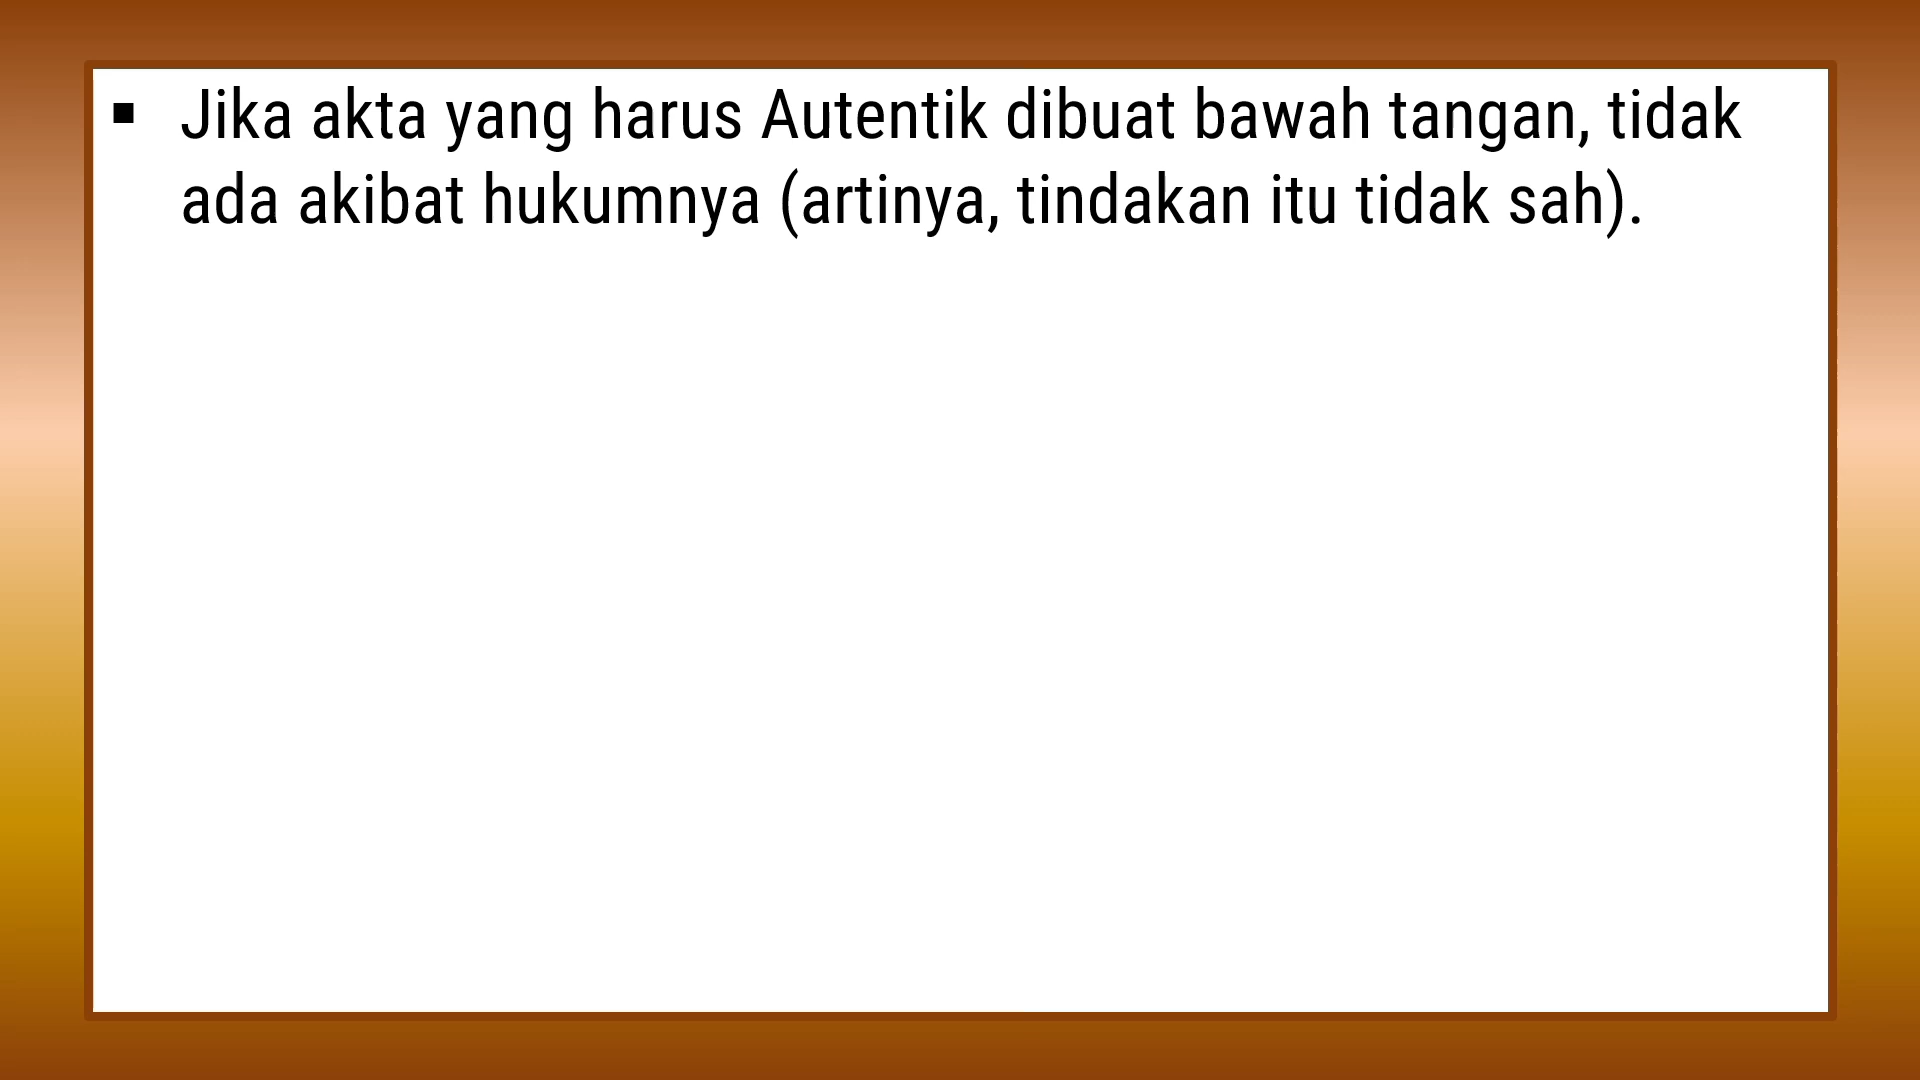 ▪ Jika akta yang harus Autentik dibuat bawah tangan, tidak
ada akibat hukumnya (artinya, tindakan itu tidak sah).